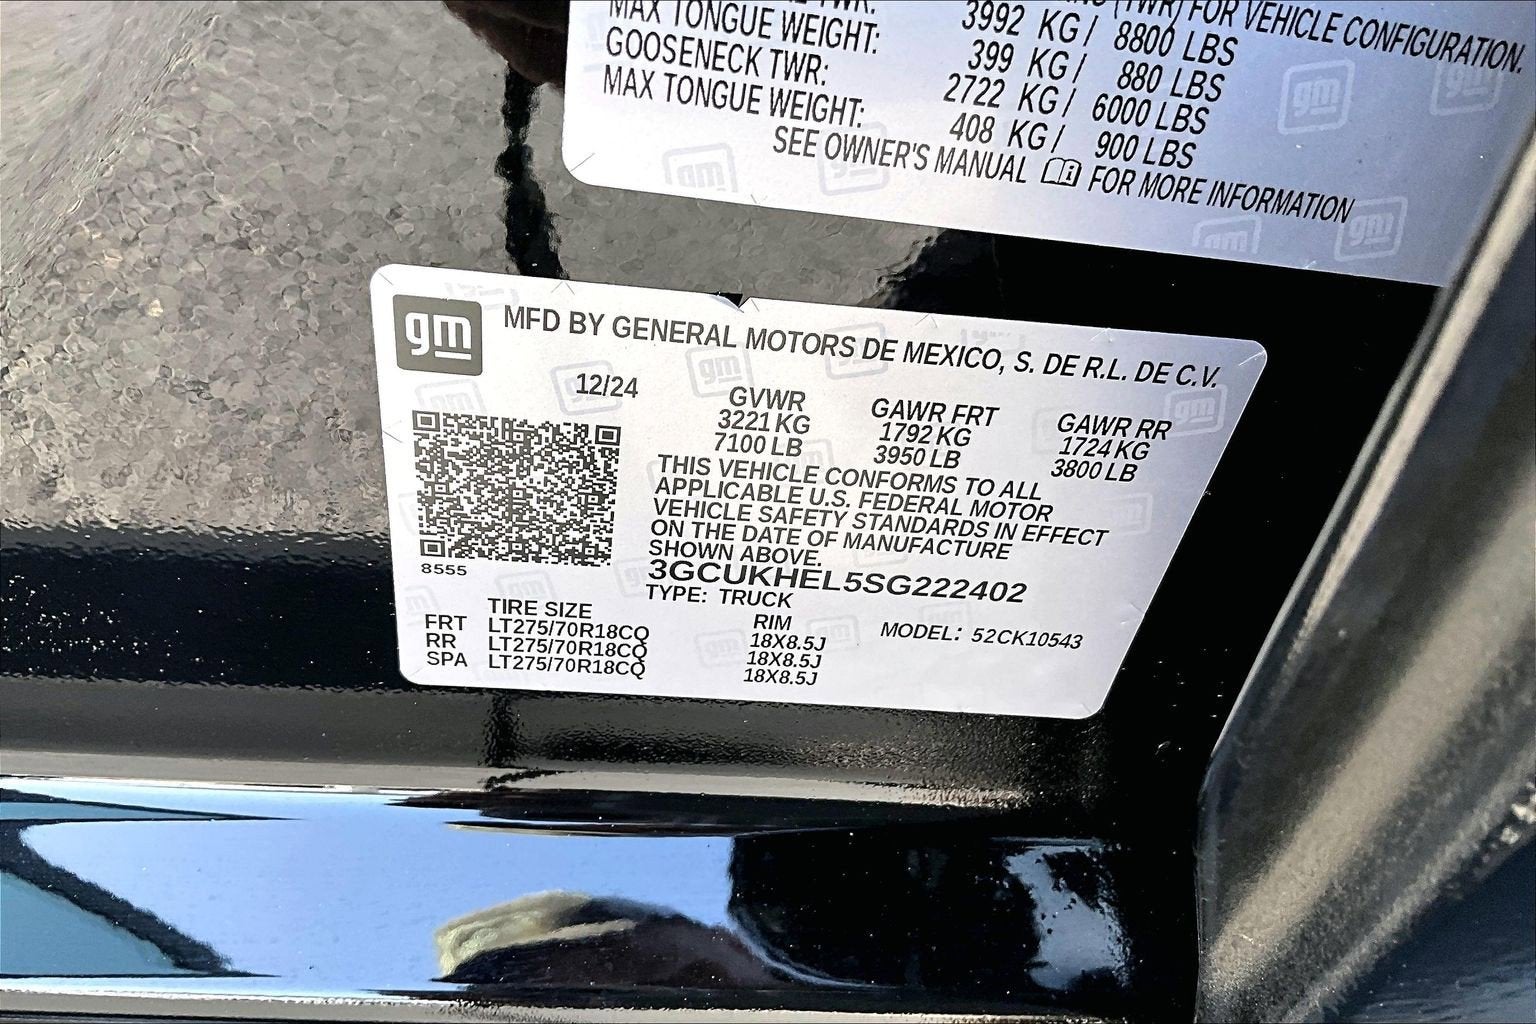 TWR:
(TWR) FOR VEHICLE CONFIGURATION.
3992 KG / 8800 LBS
MAX TONGUE WEIGHT: 399 KG / 880 LBS
GOOSENECK TWR: 2722 KG / 6000 LBS
MAX TONGUE WEIGHT: 408 KG / 900 LBS
SEE OWNER'S MANUAL FOR MORE INFORMATION
gm
MFD BY GENERAL MOTORS DE MEXICO, S. DE R.L. DE C.V.
12/24
GVWR GAWR FRT GAWR RR
3221 KG 1792 KG 1724 KG
7100 LB 3950 LB 3800 LB
THIS VEHICLE CONFORMS TO ALL
APPLICABLE U.S. FEDERAL MOTOR
VEHICLE SAFETY STANDARDS IN EFFECT
ON THE DATE OF MANUFACTURE
SHOWN ABOVE.
8555
3GCUKHEL5SG222402
TYPE: TRUCK
TIRE SIZE RIM MODEL: 52CK10543
FRT LT275/70R18CQ 18X8.5J
RR LT275/70R18CQ 18X8.5J
SPA LT275/70R18CQ 18X8.5J